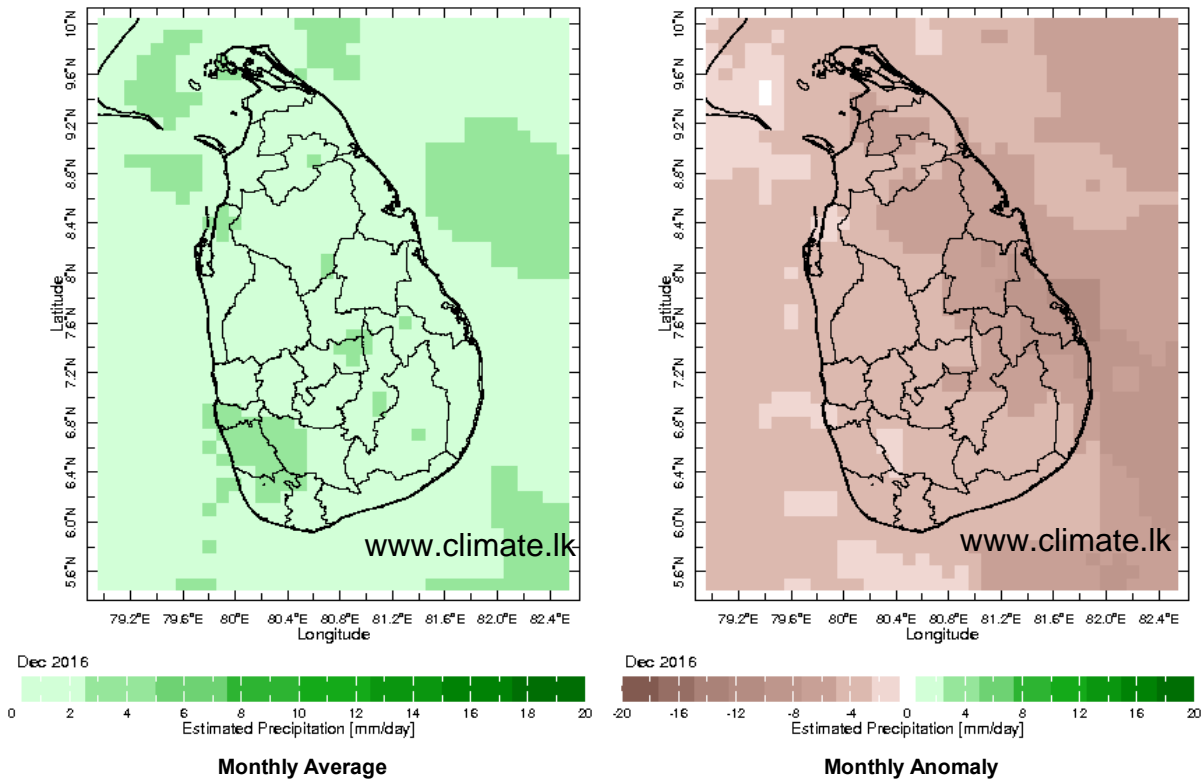 10°N
9.6°N
9.2°N
8.8°N
8.4°N
8°N
7.6°N
7.2°N
6.8°N
6.4°N
6.0°N
5.6°N
Latitude
www.climate.lk
79.2°E 79.6°E 80°E 80.4°E 80.8°E 81.2°E 81.6°E 82.0°E 82.4°E
Longitude
Dec 2016
0 2 4 6 8 10 12 14 16 18 20
Estimated Precipitation [mm/day]
Monthly Average
10°N
9.6°N
9.2°N
8.8°N
8.4°N
8°N
7.6°N
7.2°N
6.8°N
6.4°N
6.0°N
5.6°N
Latitude
www.climate.lk
79.2°E 79.6°E 80°E 80.4°E 80.8°E 81.2°E 81.6°E 82.0°E 82.4°E
Longitude
Dec 2016
-20 -16 -12 -8 -4 0 4 8 12 16 20
Estimated Precipitation [mm/day]
Monthly Anomaly